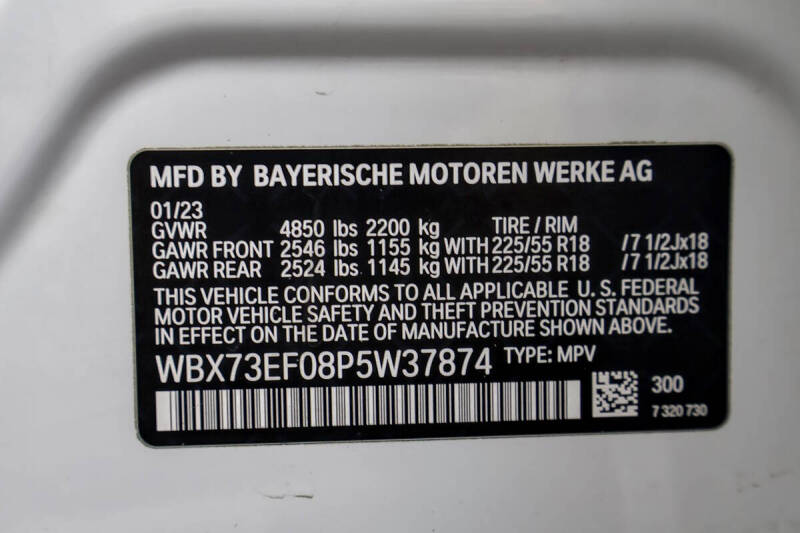 MFD BY BAYERISCHE MOTOREN WERKE AG
01/23
GVWR 4850 lbs 2200 kg TIRE / RIM
GAWR FRONT 2546 lbs 1155 kg WITH 225/55 R18 /7 1/2Jx18
GAWR REAR 2524 lbs 1145 kg WITH 225/55 R18 /7 1/2Jx18
THIS VEHICLE CONFORMS TO ALL APPLICABLE U. S. FEDERAL
MOTOR VEHICLE SAFETY AND THEFT PREVENTION STANDARDS
IN EFFECT ON THE DATE OF MANUFACTURE SHOWN ABOVE.
WBX73EF08P5W37874 TYPE: MPV
300
7 320 730